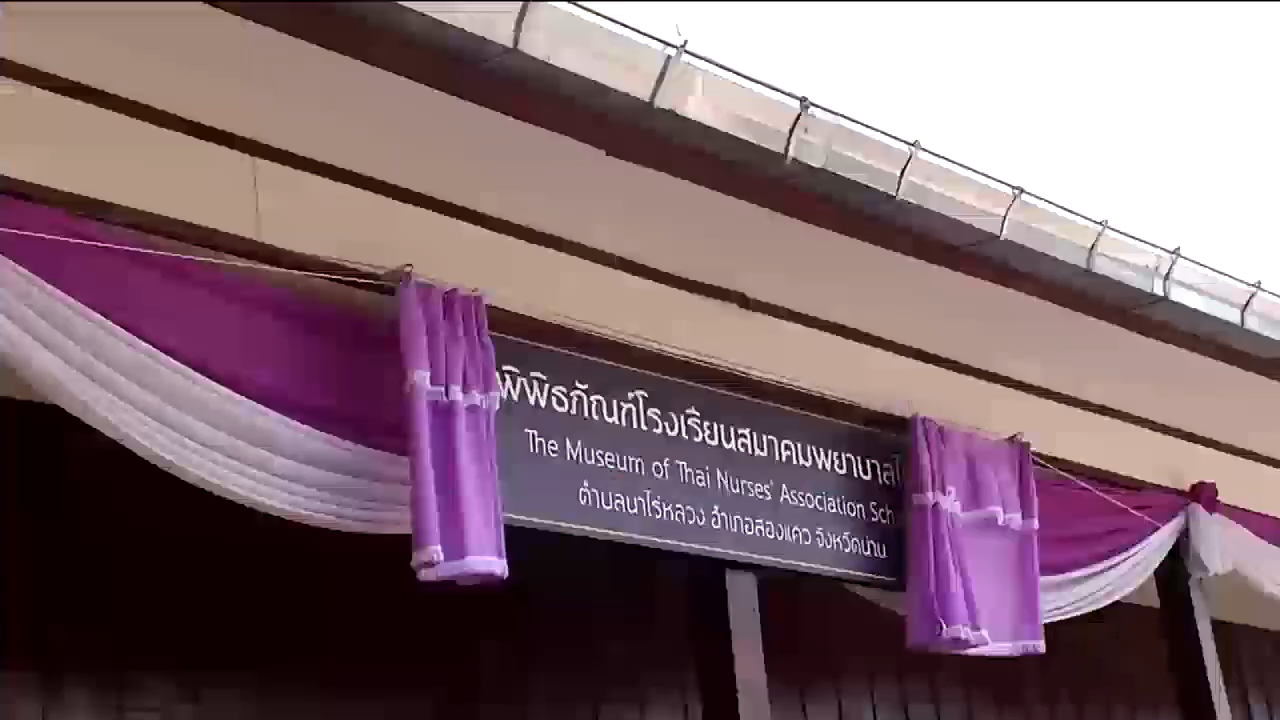 พิพิธภัณฑ์โรงเรียนสมาคมพยาบาล
The Museum of Thai Nurses' Association Sch
ตำบลนาไร่หลวง อำเภอสองแคว จังหวัดน่าน